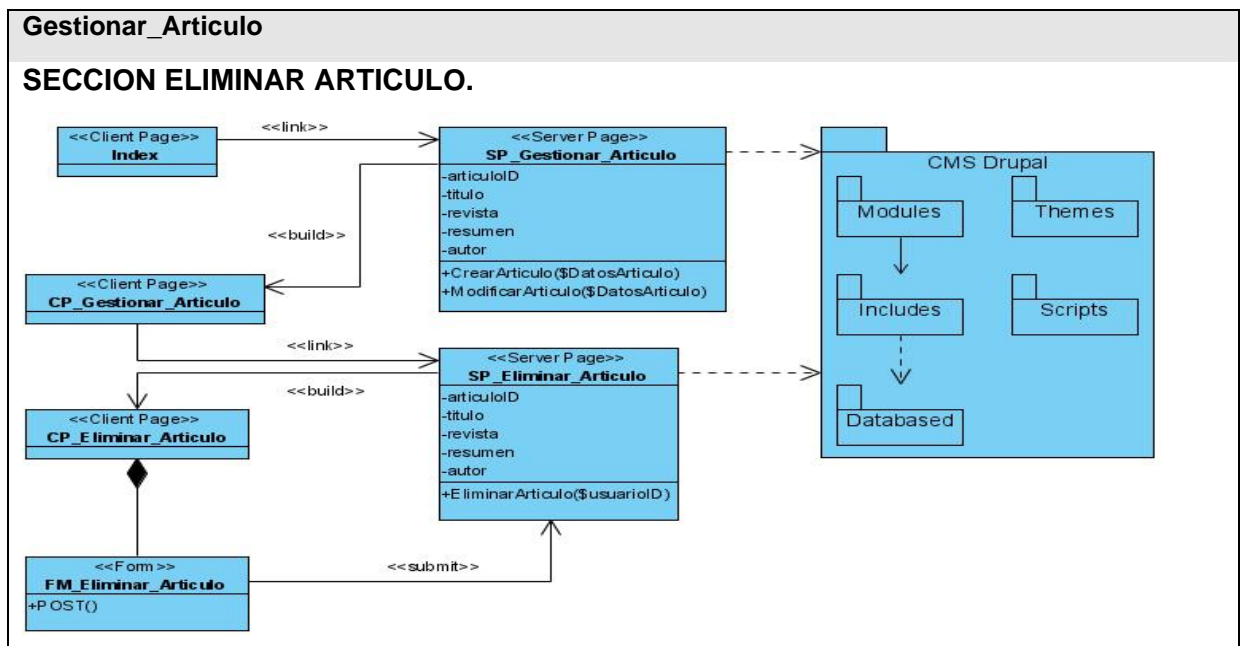 Gestionar_Articulo
SECCION ELIMINAR ARTICULO.
<<Client Page>>
Index
<<link>>
<<Server Page>>
SP_Gestionar_Articulo
-articuloID
-titulo
-revista
-resumen
-autor
+CrearArticulo($DatosArticulo)
+ModificarArticulo($DatosArticulo)
CMS Drupal
Modules
Themes
Includes
Scripts
Databased
<<build>>
<<Client Page>>
CP_Gestionar_Articulo
<<link>>
<<Server Page>>
SP_Eliminar_Articulo
-articuloID
-titulo
-revista
-resumen
-autor
+EliminarArticulo($usuarioID)
<<build>>
<<Client Page>>
CP_Eliminar_Articulo
<<Form>>
FM_Eliminar_Articulo
+POST()
<<submit>>